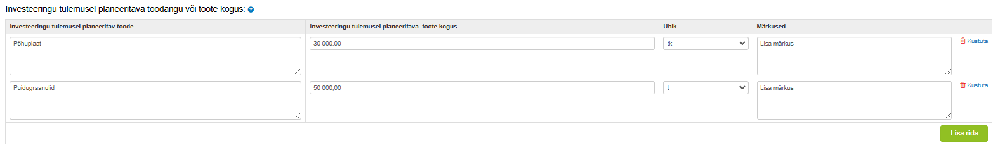 Investeeringu tulemusel planeeritava toodangu või toote kogus: ?
Investeeringu tulemusel planeeritav toode Investeeringu tulemusel planeeritava toote kogus Ühik Märkused
Põhuplaat 30 000,00 tk Lisa märkus Kustuta
Puidugraanulid 50 000,00 t Lisa märkus Kustuta
Lisa rida